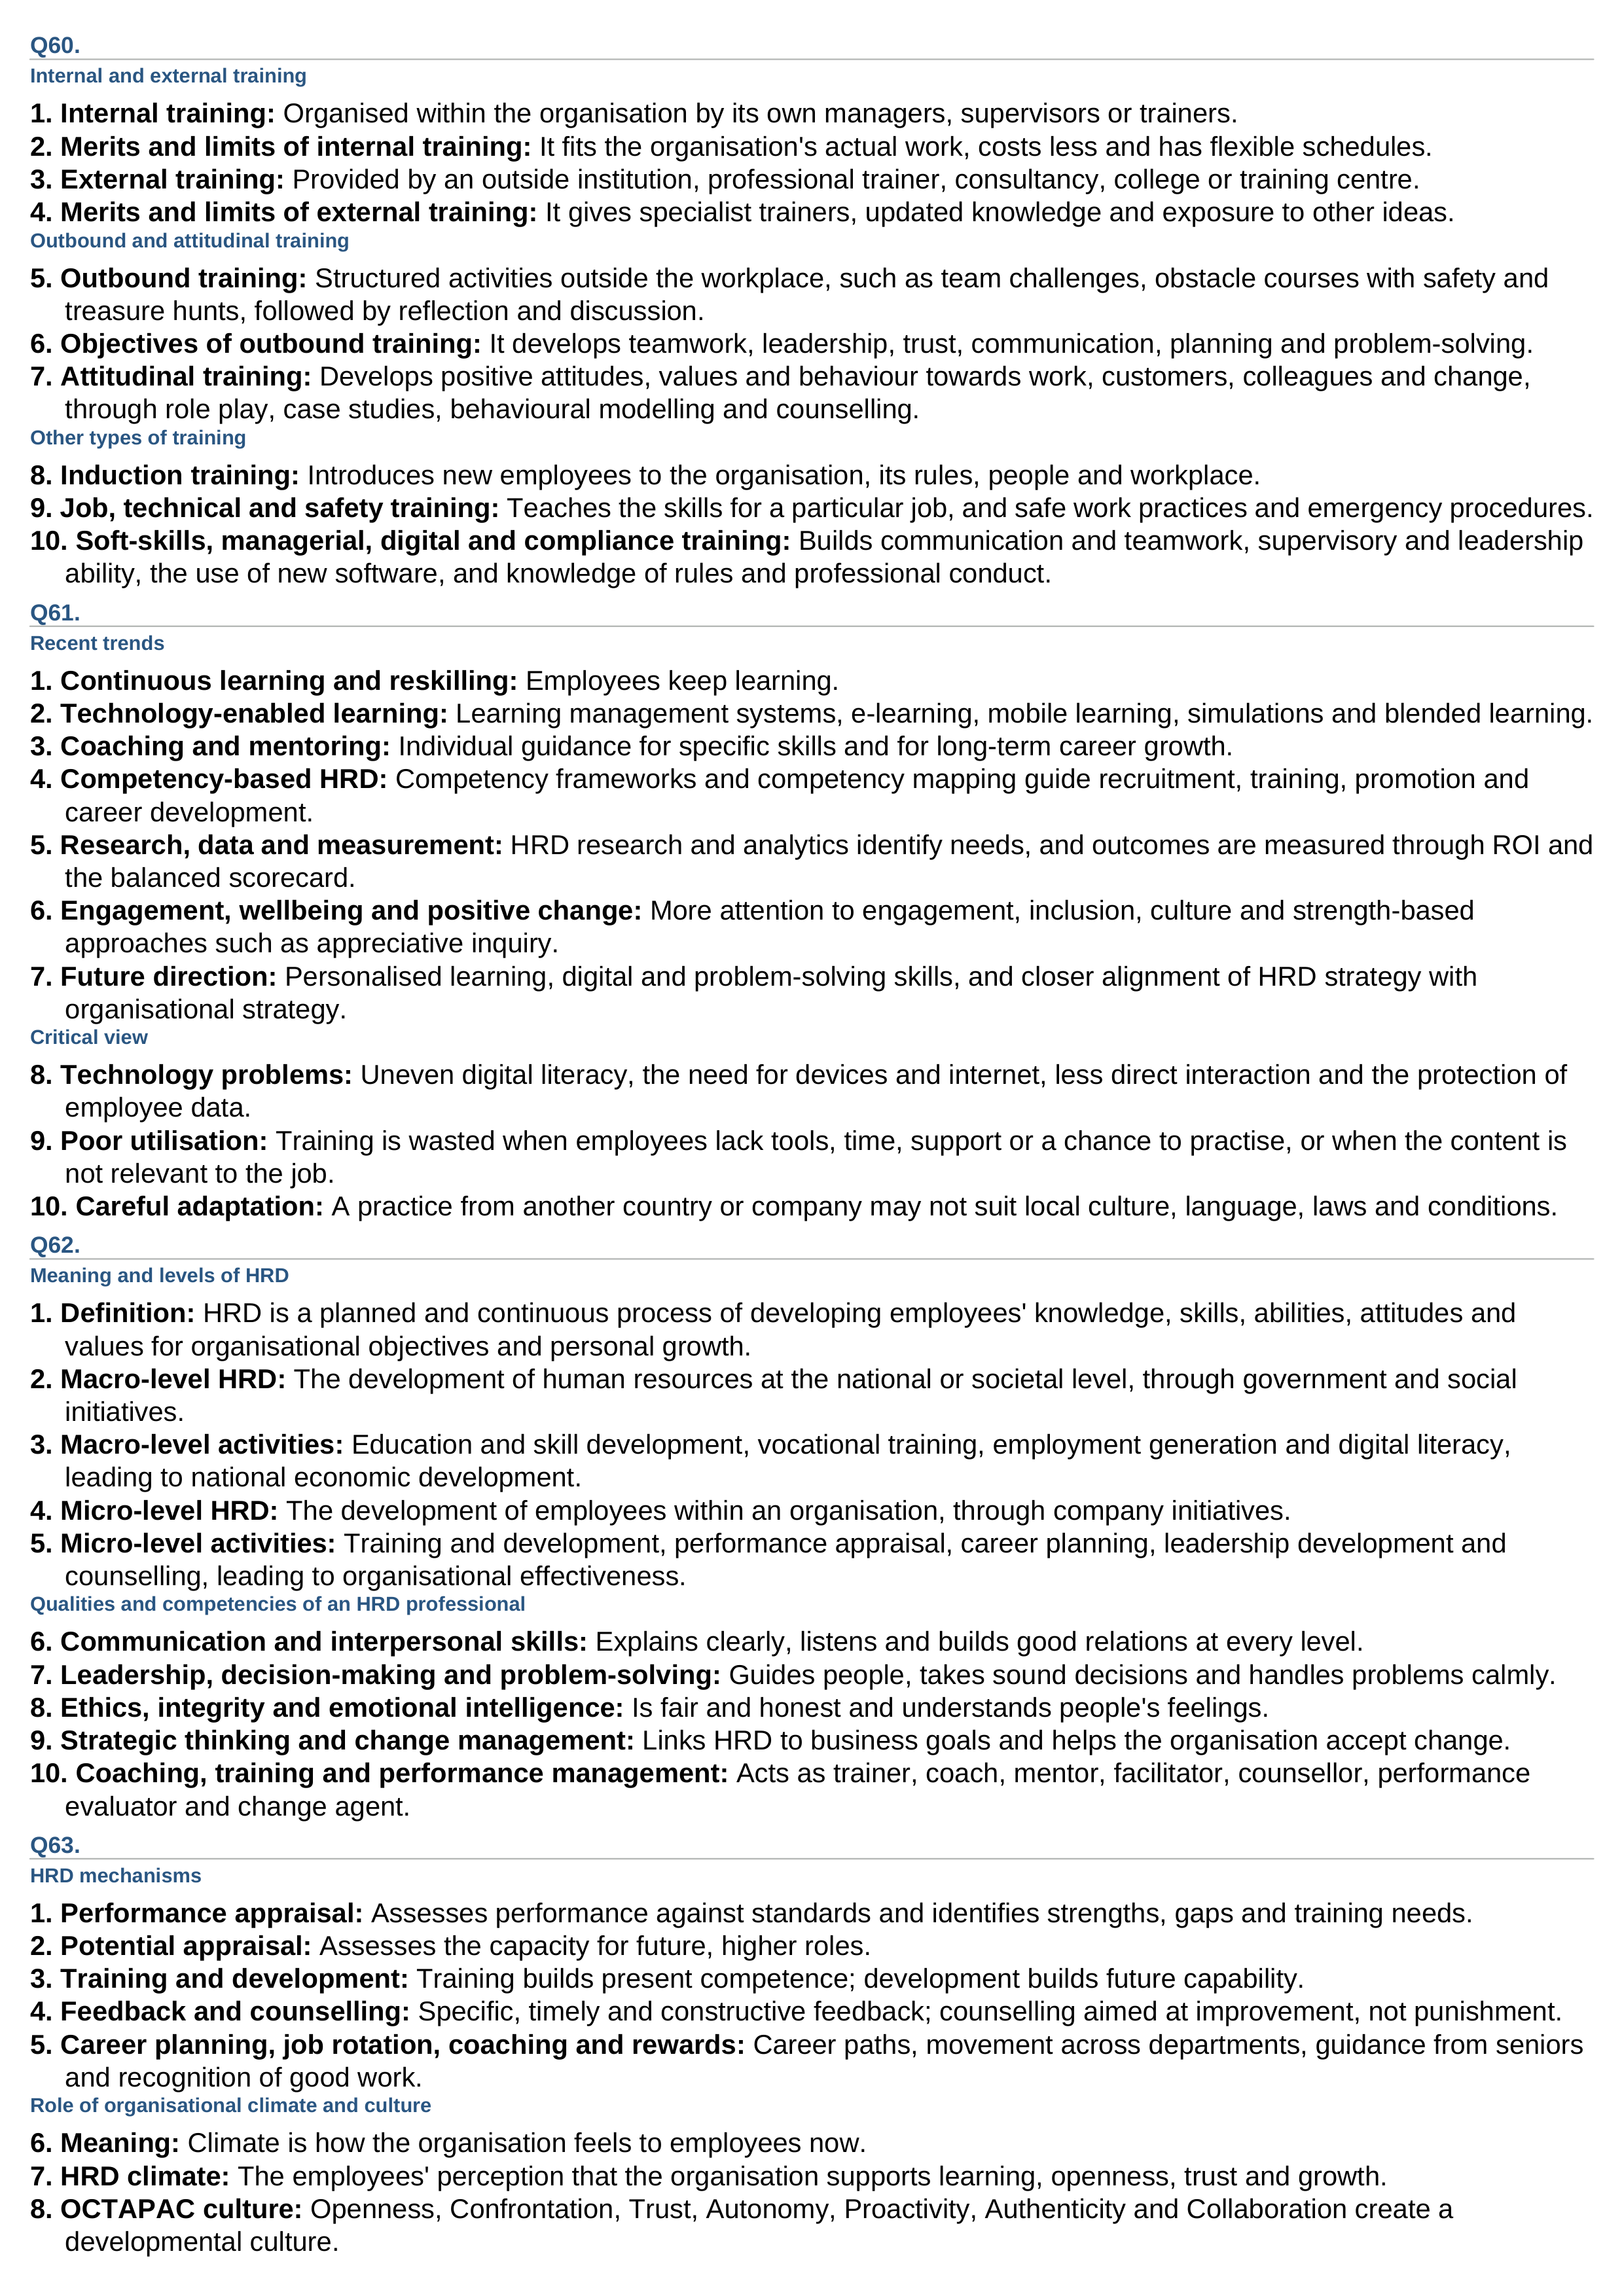 Q60.
Internal and external training
1. Internal training: Organised within the organisation by its own managers, supervisors or trainers.
2. Merits and limits of internal training: It fits the organisation's actual work, costs less and has flexible schedules.
3. External training: Provided by an outside institution, professional trainer, consultancy, college or training centre.
4. Merits and limits of external training: It gives specialist trainers, updated knowledge and exposure to other ideas.
Outbound and attitudinal training
5. Outbound training: Structured activities outside the workplace, such as team challenges, obstacle courses with safety and
treasure hunts, followed by reflection and discussion.
6. Objectives of outbound training: It develops teamwork, leadership, trust, communication, planning and problem-solving.
7. Attitudinal training: Develops positive attitudes, values and behaviour towards work, customers, colleagues and change,
through role play, case studies, behavioural modelling and counselling.
Other types of training
8. Induction training: Introduces new employees to the organisation, its rules, people and workplace.
9. Job, technical and safety training: Teaches the skills for a particular job, and safe work practices and emergency procedures.
10. Soft-skills, managerial, digital and compliance training: Builds communication and teamwork, supervisory and leadership
ability, the use of new software, and knowledge of rules and professional conduct.
Q61.
Recent trends
1. Continuous learning and reskilling: Employees keep learning.
2. Technology-enabled learning: Learning management systems, e-learning, mobile learning, simulations and blended learning.
3. Coaching and mentoring: Individual guidance for specific skills and for long-term career growth.
4. Competency-based HRD: Competency frameworks and competency mapping guide recruitment, training, promotion and
career development.
5. Research, data and measurement: HRD research and analytics identify needs, and outcomes are measured through ROI and
the balanced scorecard.
6. Engagement, wellbeing and positive change: More attention to engagement, inclusion, culture and strength-based
approaches such as appreciative inquiry.
7. Future direction: Personalised learning, digital and problem-solving skills, and closer alignment of HRD strategy with
organisational strategy.
Critical view
8. Technology problems: Uneven digital literacy, the need for devices and internet, less direct interaction and the protection of
employee data.
9. Poor utilisation: Training is wasted when employees lack tools, time, support or a chance to practise, or when the content is
not relevant to the job.
10. Careful adaptation: A practice from another country or company may not suit local culture, language, laws and conditions.
Q62.
Meaning and levels of HRD
1. Definition: HRD is a planned and continuous process of developing employees' knowledge, skills, abilities, attitudes and
values for organisational objectives and personal growth.
2. Macro-level HRD: The development of human resources at the national or societal level, through government and social
initiatives.
3. Macro-level activities: Education and skill development, vocational training, employment generation and digital literacy,
leading to national economic development.
4. Micro-level HRD: The development of employees within an organisation, through company initiatives.
5. Micro-level activities: Training and development, performance appraisal, career planning, leadership development and
counselling, leading to organisational effectiveness.
Qualities and competencies of an HRD professional
6. Communication and interpersonal skills: Explains clearly, listens and builds good relations at every level.
7. Leadership, decision-making and problem-solving: Guides people, takes sound decisions and handles problems calmly.
8. Ethics, integrity and emotional intelligence: Is fair and honest and understands people's feelings.
9. Strategic thinking and change management: Links HRD to business goals and helps the organisation accept change.
10. Coaching, training and performance management: Acts as trainer, coach, mentor, facilitator, counsellor, performance
evaluator and change agent.
Q63.
HRD mechanisms
1. Performance appraisal: Assesses performance against standards and identifies strengths, gaps and training needs.
2. Potential appraisal: Assesses the capacity for future, higher roles.
3. Training and development: Training builds present competence; development builds future capability.
4. Feedback and counselling: Specific, timely and constructive feedback; counselling aimed at improvement, not punishment.
5. Career planning, job rotation, coaching and rewards: Career paths, movement across departments, guidance from seniors
and recognition of good work.
Role of organisational climate and culture
6. Meaning: Climate is how the organisation feels to employees now.
7. HRD climate: The employees' perception that the organisation supports learning, openness, trust and growth.
8. OCTAPAC culture: Openness, Confrontation, Trust, Autonomy, Proactivity, Authenticity and Collaboration create a
developmental culture.